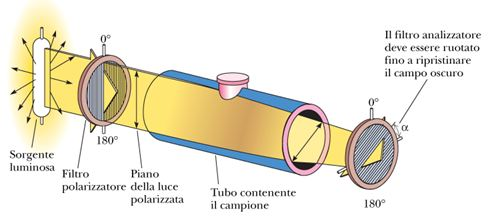 Il filtro analizzatore
deve essere ruotato
fino a ripristinare
il campo oscuro
0°
0°
α
180°
Sorgente
luminosa
Filtro
polarizzatore
Piano
della luce
polarizzata
Tubo contenente
il campione
180°